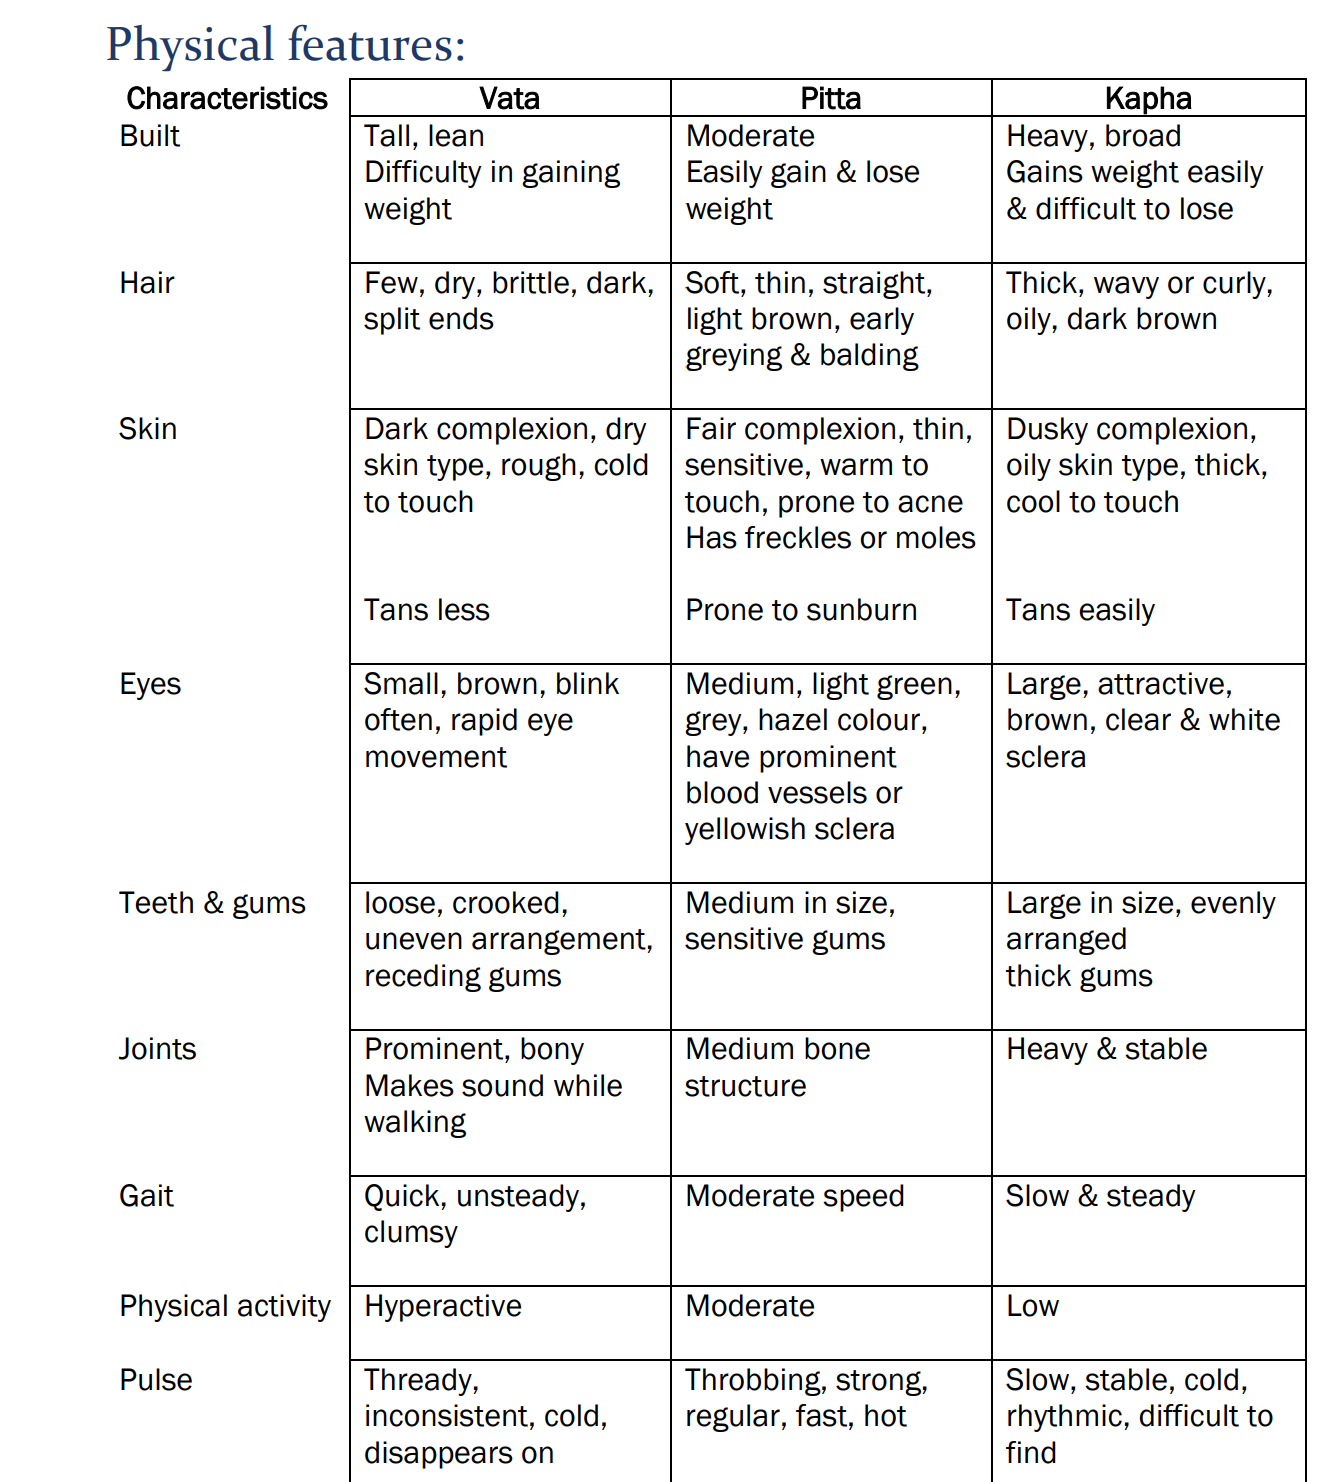 Physical features:
Characteristics Vata Pitta Kapha
Built Tall, lean Moderate Heavy, broad
Difficulty in gaining Easily gain & lose Gains weight easily
weight weight & difficult to lose
Hair Few, dry, brittle, dark, Soft, thin, straight, Thick, wavy or curly,
split ends light brown, early oily, dark brown
greying & balding
Skin Dark complexion, dry Fair complexion, thin, Dusky complexion,
skin type, rough, cold sensitive, warm to oily skin type, thick,
to touch touch, prone to acne cool to touch
Has freckles or moles
Tans less Prone to sunburn Tans easily
Eyes Small, brown, blink Medium, light green, Large, attractive,
often, rapid eye grey, hazel colour, brown, clear & white
movement have prominent sclera
blood vessels or
yellowish sclera
Teeth & gums loose, crooked, Medium in size, Large in size, evenly
uneven arrangement, sensitive gums arranged
receding gums thick gums
Joints Prominent, bony Medium bone Heavy & stable
Makes sound while structure
walking
Gait Quick, unsteady, Moderate speed Slow & steady
clumsy
Physical activity Hyperactive Moderate Low
Pulse Thready, Throbbing, strong, Slow, stable, cold,
inconsistent, cold, regular, fast, hot rhythmic, difficult to
disappears on find